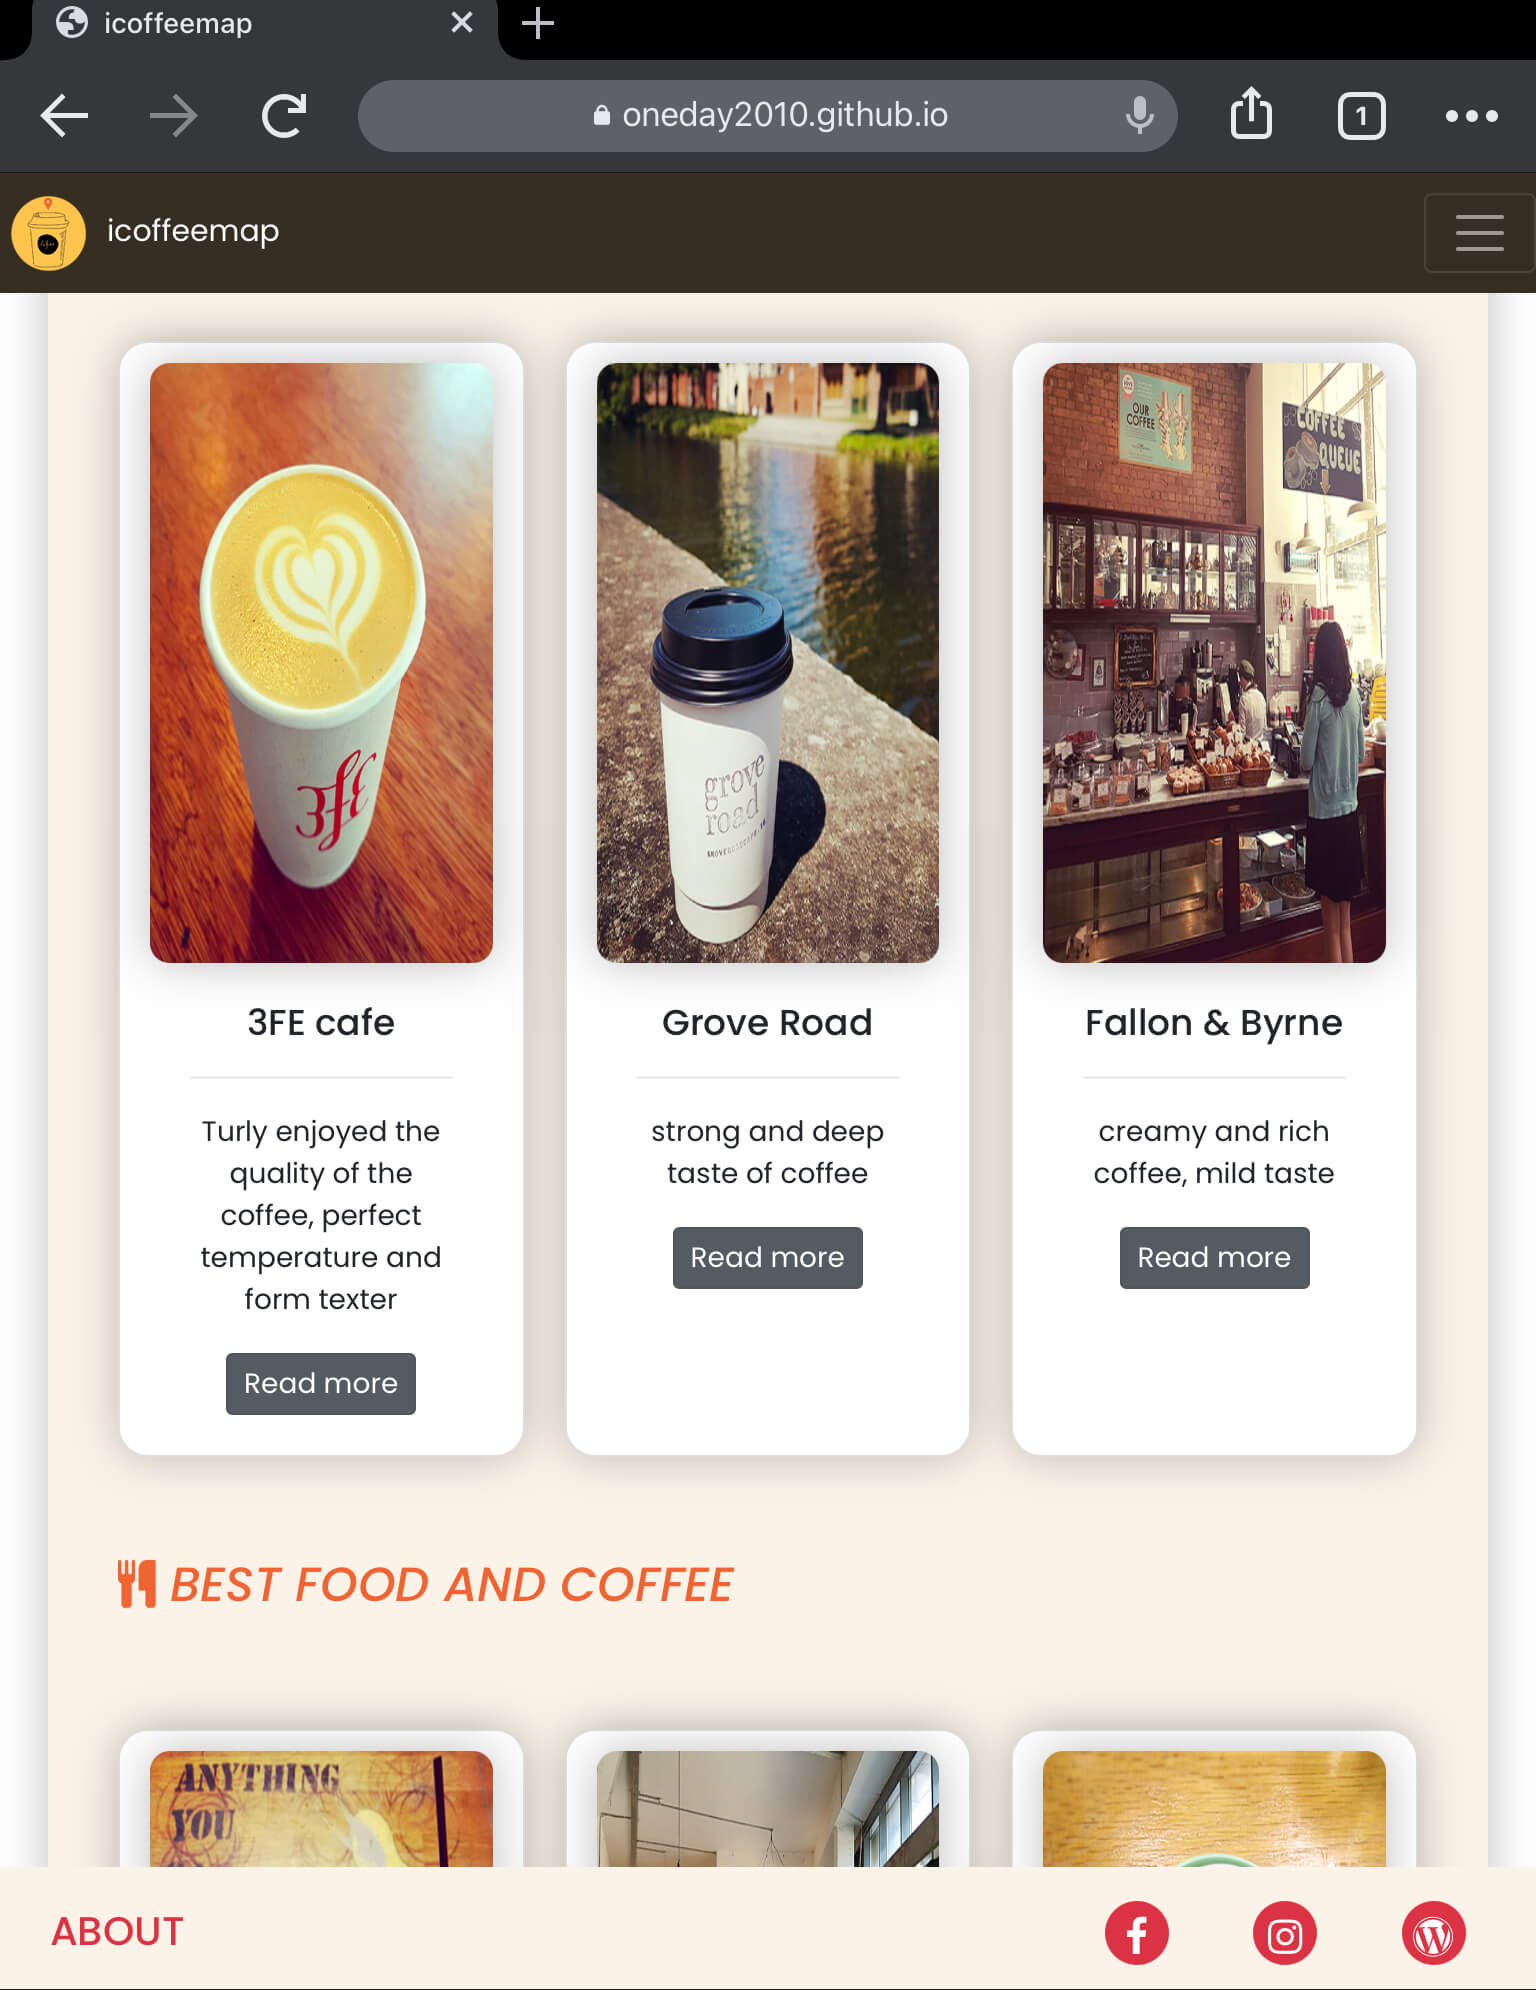 icoffeemap
oneday2010.github.io
1
icoffeemap
OUR
COFFEE
COFFEE
QUEUE
3fE
grove
road
3FE cafe
Grove Road
Fallon & Byrne
Turly enjoyed the
quality of the
coffee, perfect
temperature and
form texter
strong and deep
taste of coffee
creamy and rich
coffee, mild taste
Read more
Read more
Read more
BEST FOOD AND COFFEE
ANYTHING
YOU
ABOUT